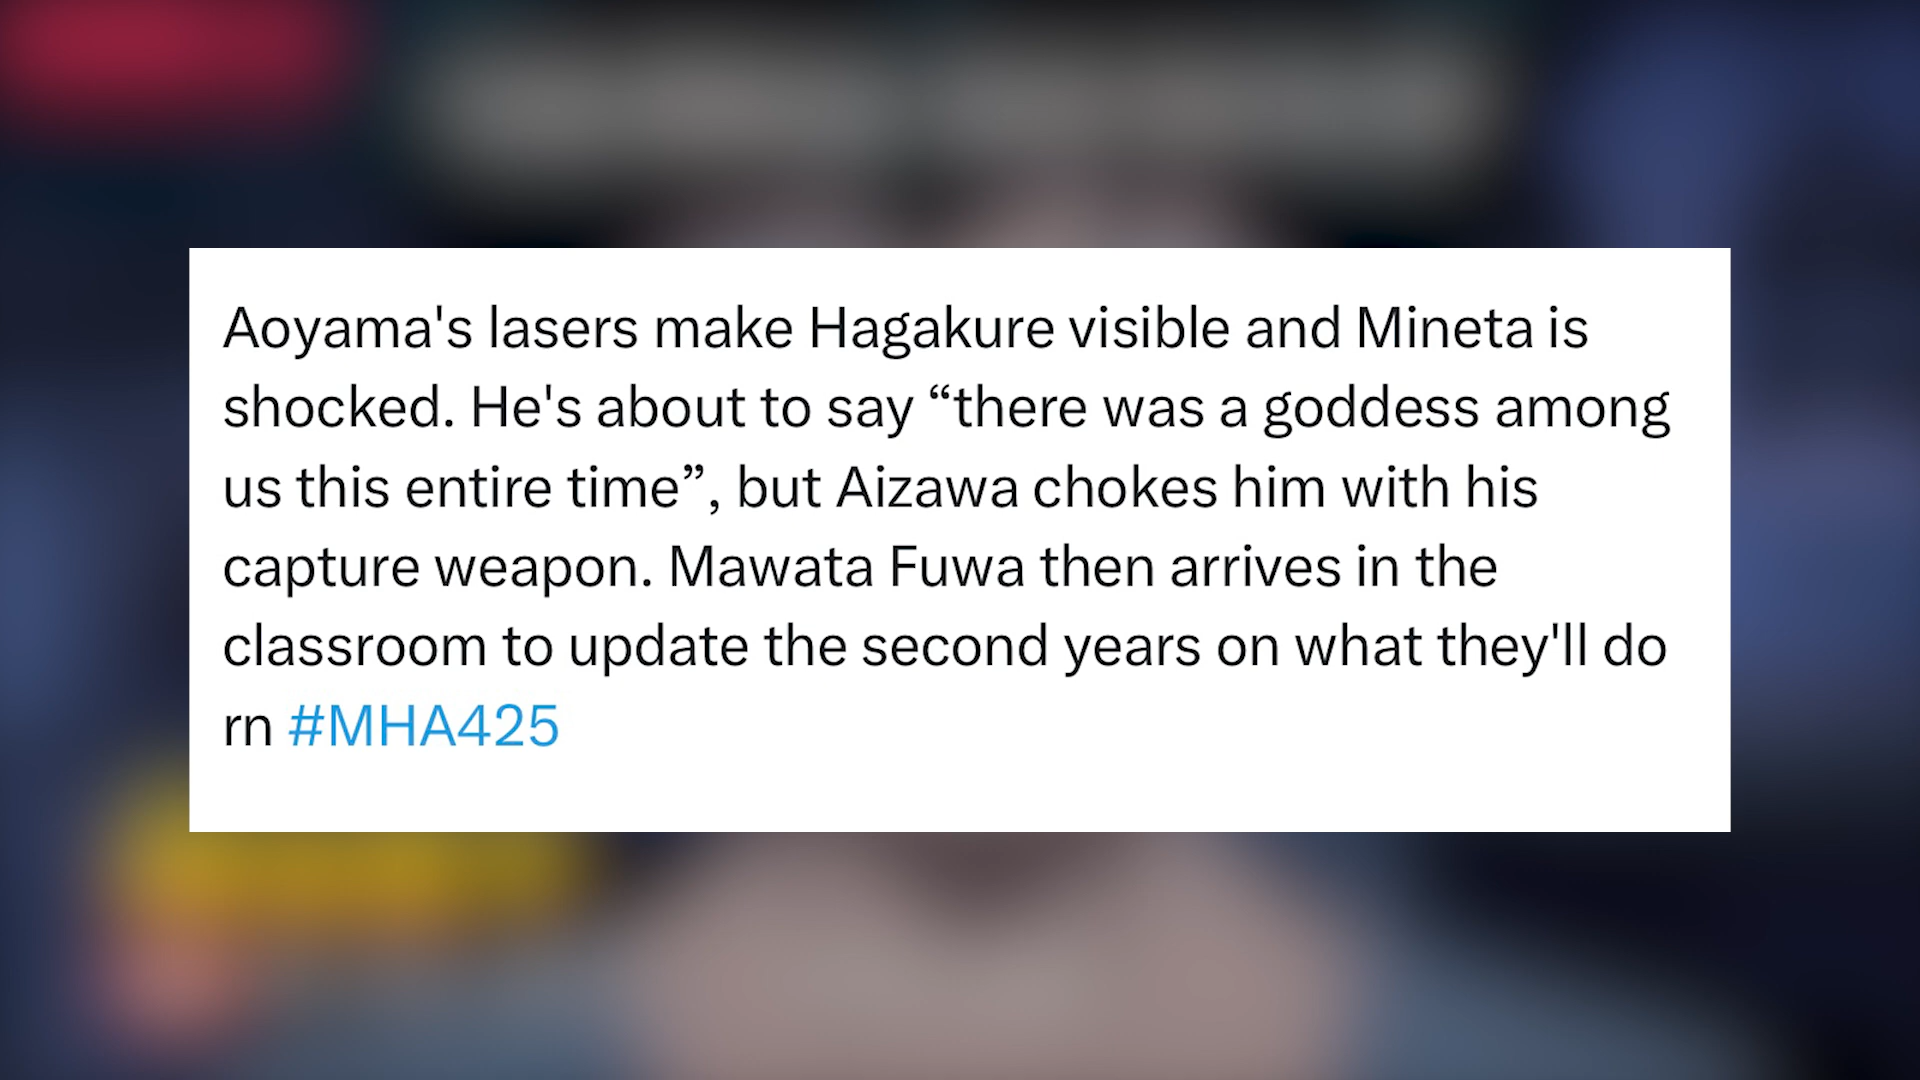 Aoyama's lasers make Hagakure visible and Mineta is
shocked. He's about to say “there was a goddess among
us this entire time”, but Aizawa chokes him with his
capture weapon. Mawata Fuwa then arrives in the
classroom to update the second years on what they'll do
rn #MHA425